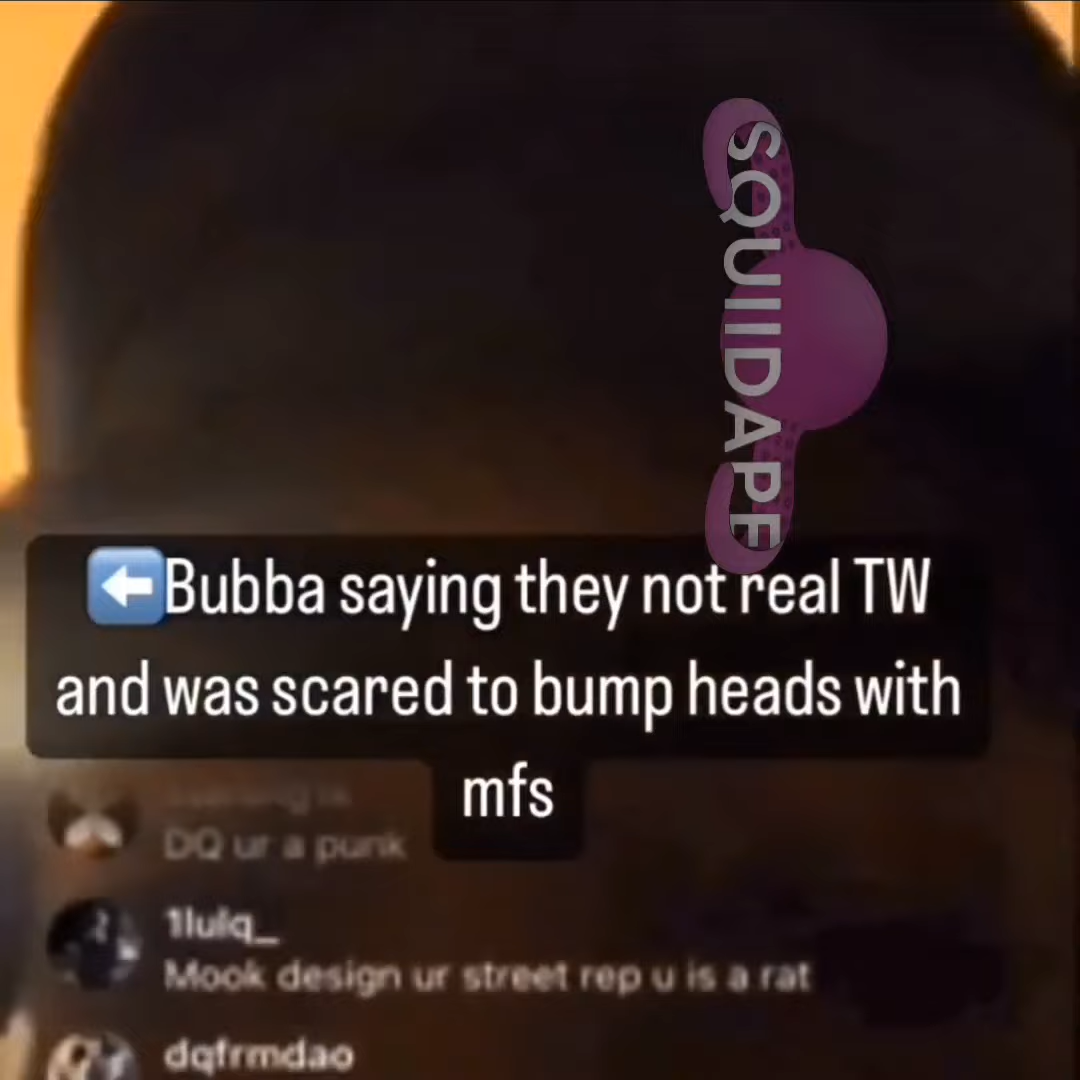 SQUIIDAPE
⬅️Bubba saying they not real TW
and was scared to bump heads with
mfs
DQ ur a punk
1lulq_
Mook design ur street rep u is a rat
dqfrmdao